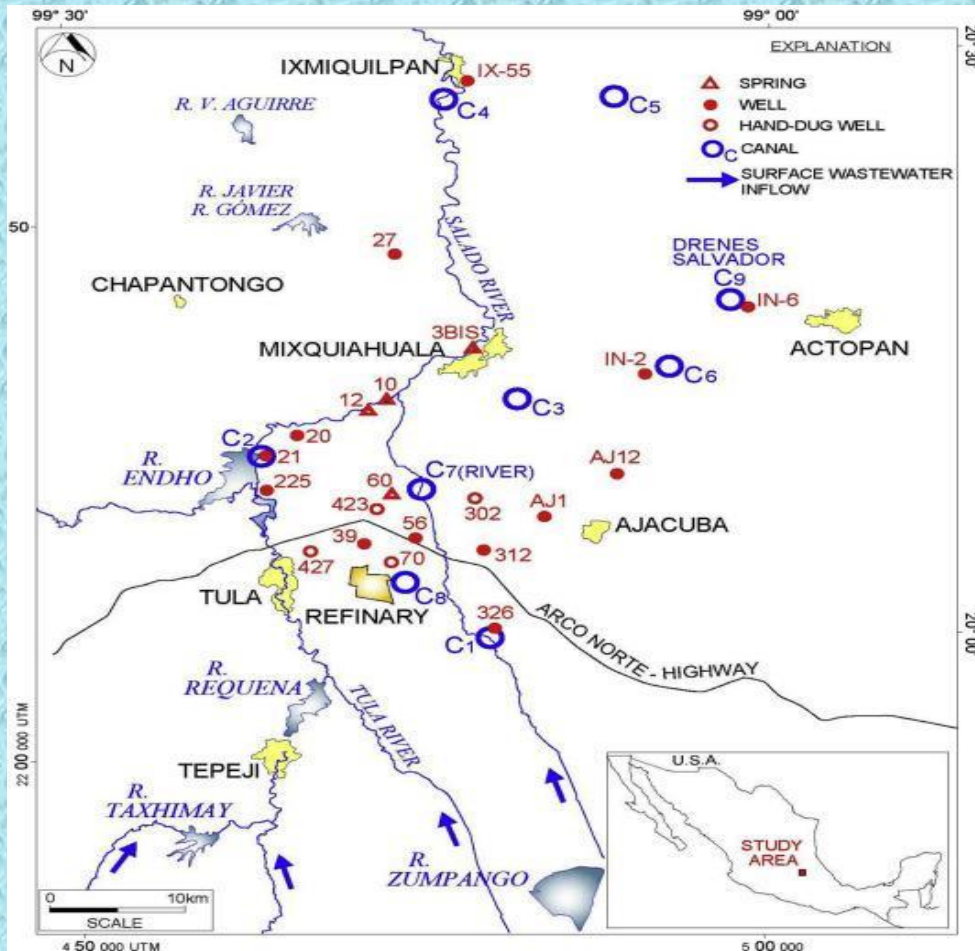 99° 30'
99° 00'
20° 30'
N
EXPLANATION
SPRING
WELL
HAND-DUG WELL
C CANAL
SURFACE WASTEWATER
INFLOW
IXMIQUILPAN
IX-55
C4
C5
R. V. AGUIRRE
R. JAVIER
R. GÓMEZ
50
27
SALADO RIVER
DRENES
SALVADOR
C9
IN-6
CHAPANTONGO
3BIS
MIXQUIAHUALA
ACTOPAN
IN-2
C6
10
12
C3
20
C2
21
R.
ENDHO
225
60
C7(RIVER)
AJ12
423
302
AJ1
56
AJACUBA
39
312
427
70
TULA
REFINARY
C8
326
C1
ARCO NORTE - HIGHWAY
20° 00'
R.
REQUENA
TULA RIVER
22 00 000 UTM
TEPEJI
U.S.A.
R.
TAXHIMAY
STUDY
AREA
R.
ZUMPANGO
0 10km
SCALE
4 50 000 UTM
5 00 000